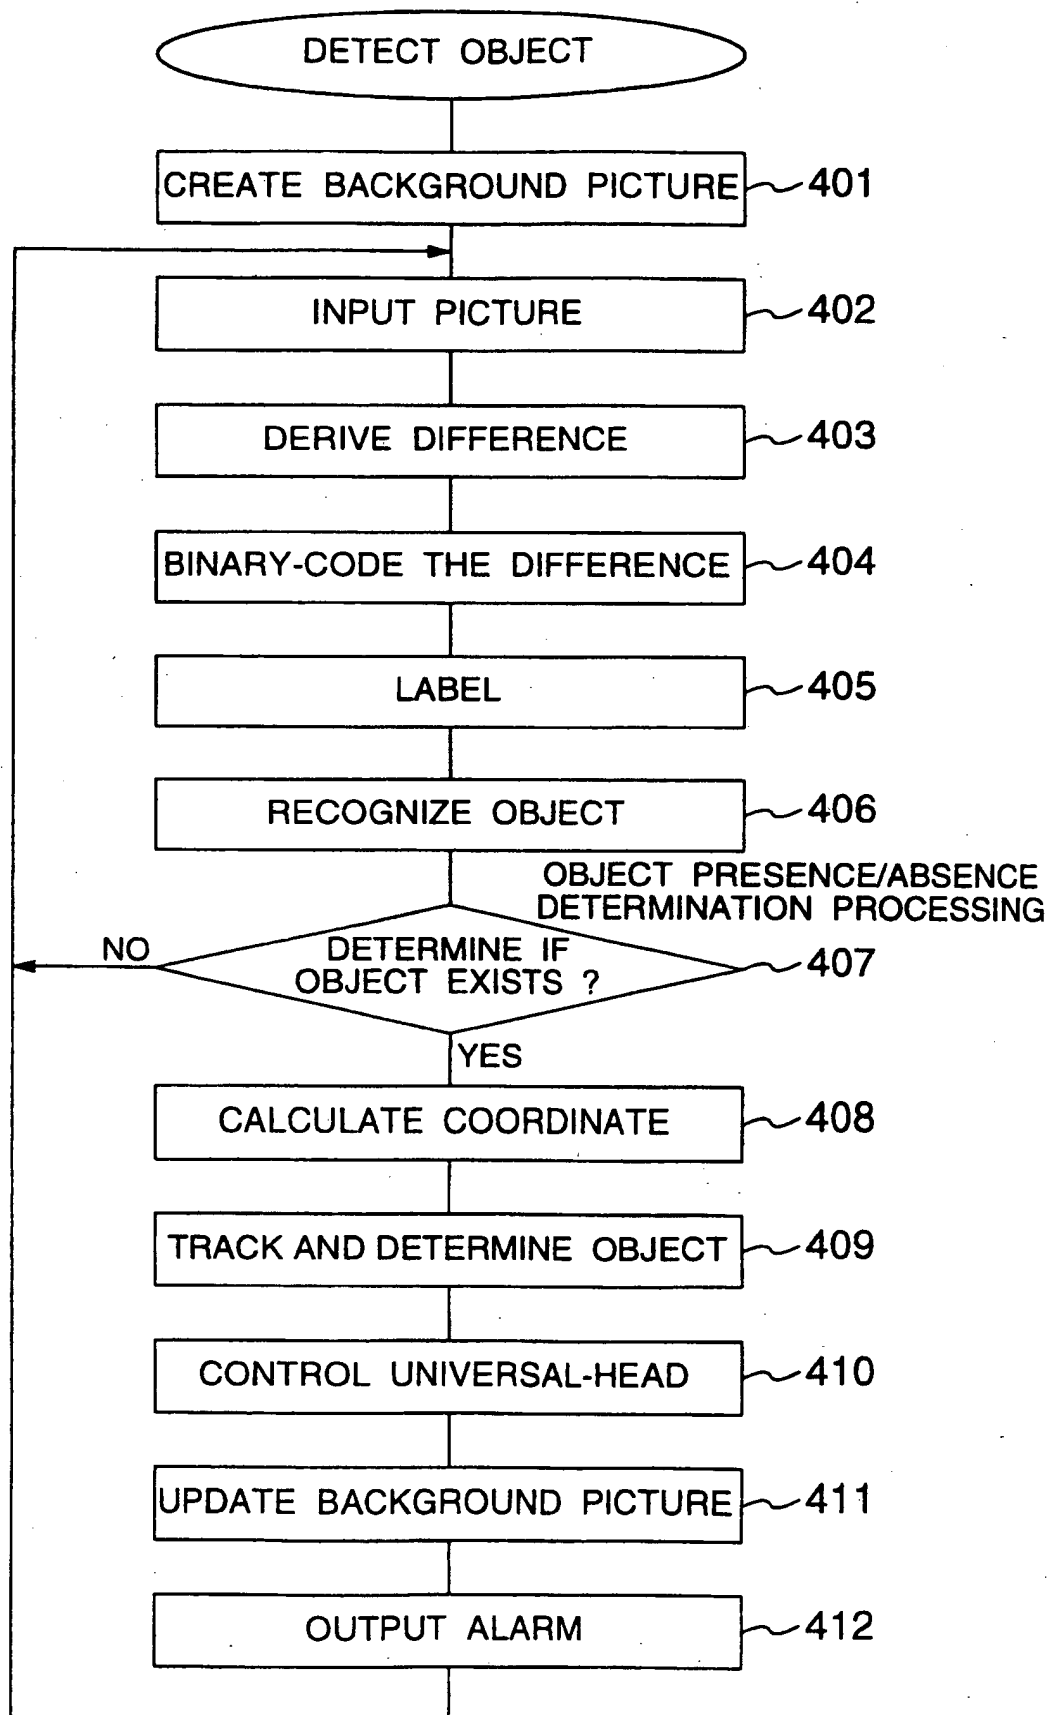 DETECT OBJECT
CREATE BACKGROUND PICTURE 401
INPUT PICTURE 402
DERIVE DIFFERENCE 403
BINARY-CODE THE DIFFERENCE 404
LABEL 405
RECOGNIZE OBJECT 406
OBJECT PRESENCE/ABSENCE
DETERMINATION PROCESSING
NO
DETERMINE IF
OBJECT EXISTS ?
407
YES
CALCULATE COORDINATE 408
TRACK AND DETERMINE OBJECT 409
CONTROL UNIVERSAL-HEAD 410
UPDATE BACKGROUND PICTURE 411
OUTPUT ALARM 412